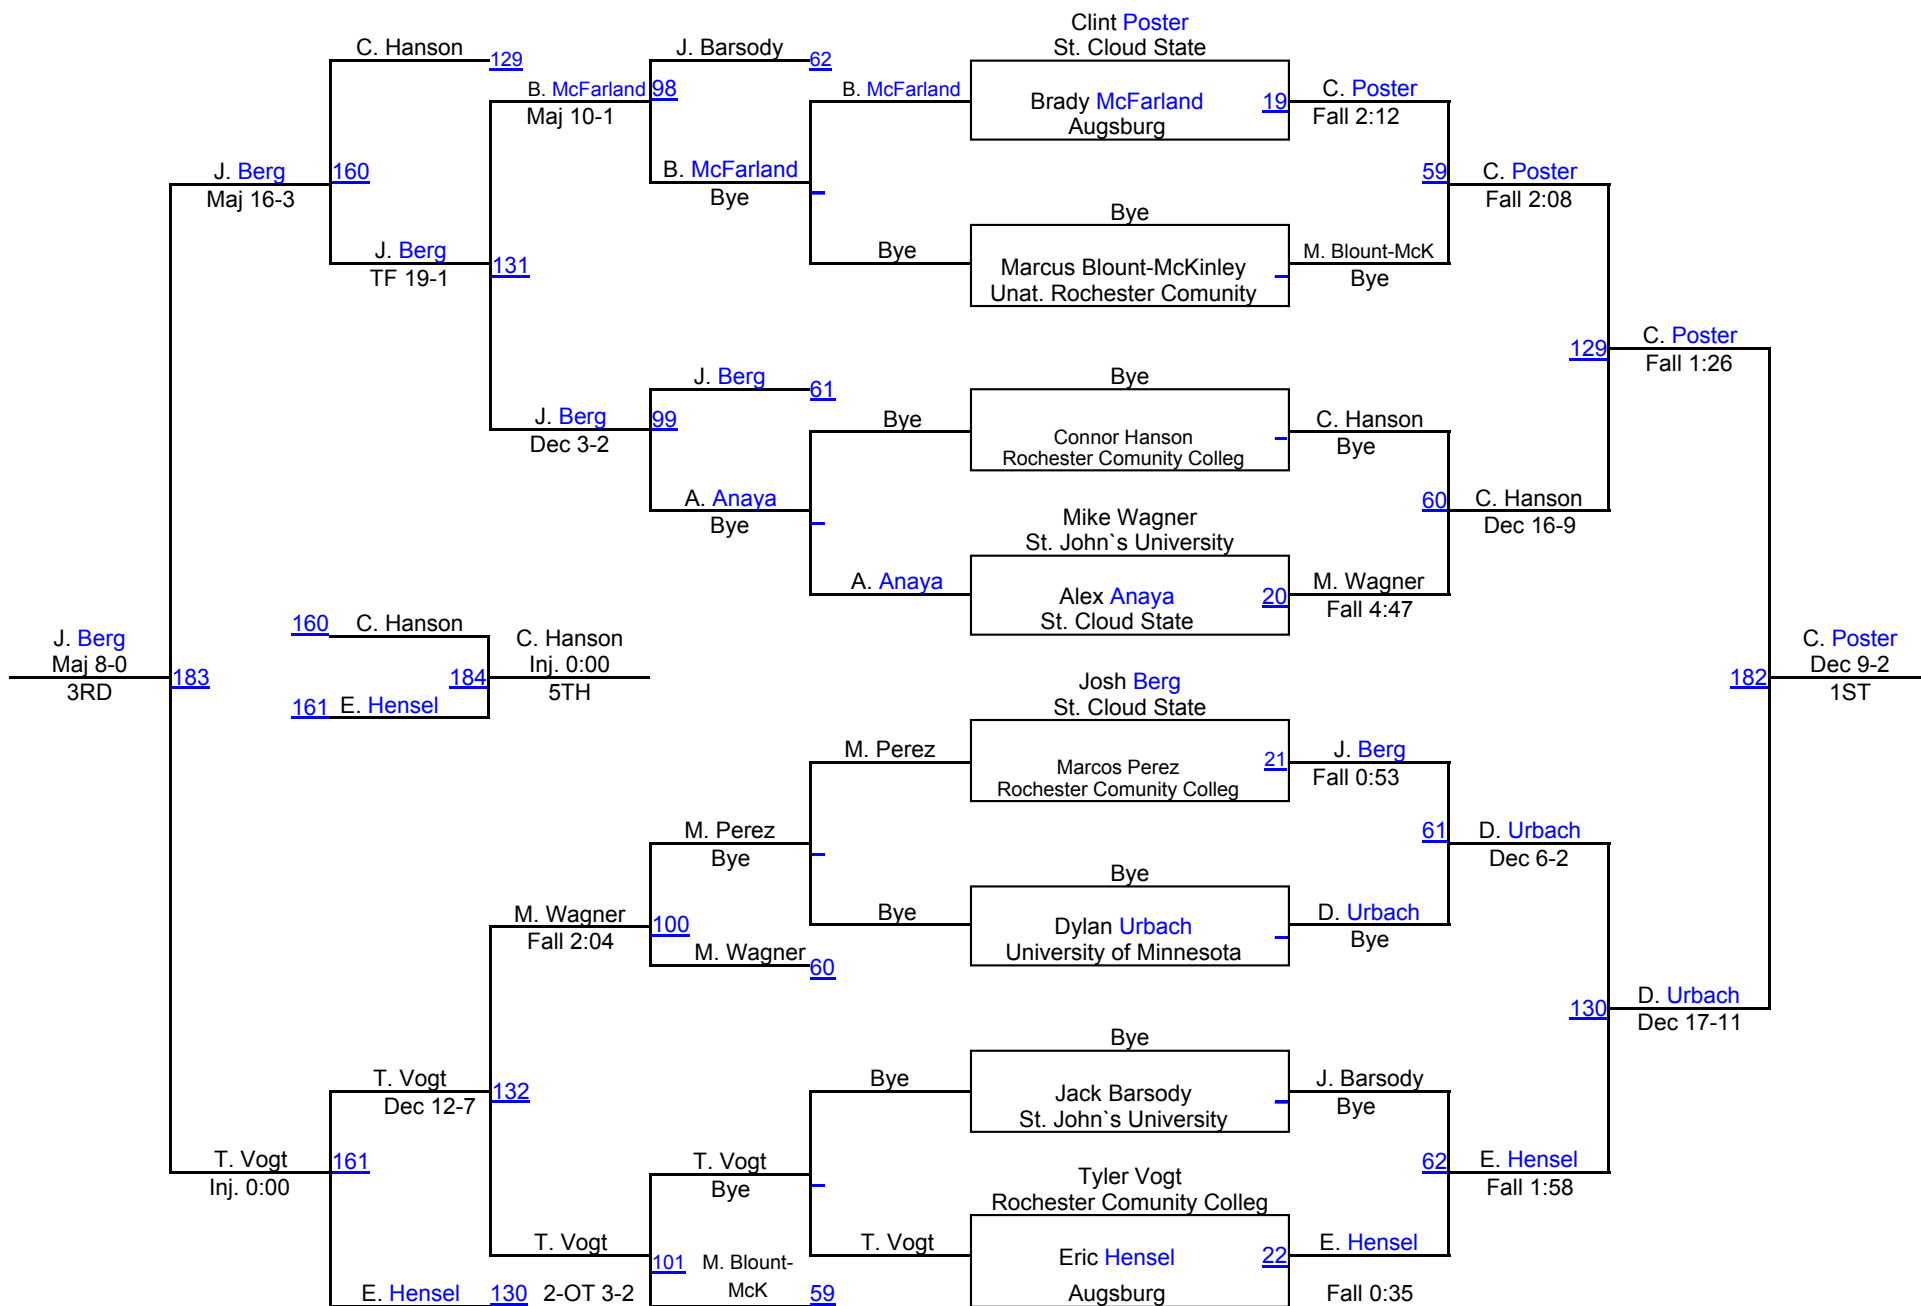 Clint Poster
C. Hanson
J. Barsody
St. Cloud State
129
62
B. McFarland
98
B. McFarland
Brady McFarland
19
C. Poster
Maj 10-1
Augsburg
Fall 2:12
J. Berg
160
B. McFarland
59
C. Poster
Maj 16-3
Bye
Fall 2:08
Bye
J. Berg
131
Bye
Marcus Blount-McKinley
M. Blount-McK
TF 19-1
Unat. Rochester Comunity
Bye
C. Poster
129
Fall 1:26
J. Berg
61
Bye
J. Berg
99
Bye
C. Hanson
Dec 3-2
Connor Hanson
Bye
Rochester Comunity Colleg
A. Anaya
60
C. Hanson
Bye
Mike Wagner
Dec 16-9
St. John`s University
A. Anaya
Alex Anaya
20
M. Wagner
St. Cloud State
Fall 4:47
160
C. Hanson
J. Berg
C. Hanson
C. Poster
Maj 8-0
Inj. 0:00
Dec 9-2
183
184
Josh Berg
182
3RD
5TH
1ST
161
E. Hensel
St. Cloud State
M. Perez
Marcos Perez
21
J. Berg
Rochester Comunity Colleg
Fall 0:53
M. Perez
61
D. Urbach
Bye
Dec 6-2
Bye
M. Wagner
100
Bye
Dylan Urbach
D. Urbach
Fall 2:04
University of Minnesota
Bye
M. Wagner
60
D. Urbach
130
Dec 17-11
Bye
T. Vogt
132
Bye
Jack Barsody
J. Barsody
Dec 12-7
St. John`s University
Bye
T. Vogt
161
T. Vogt
62
E. Hensel
Inj. 0:00
Bye
Tyler Vogt
Fall 1:58
Rochester Comunity Colleg
T. Vogt
101
M. Blount-
McK
T. Vogt
Eric Hensel
22
E. Hensel
E. Hensel
130
2-OT 3-2
59
Augsburg
Fall 0:35